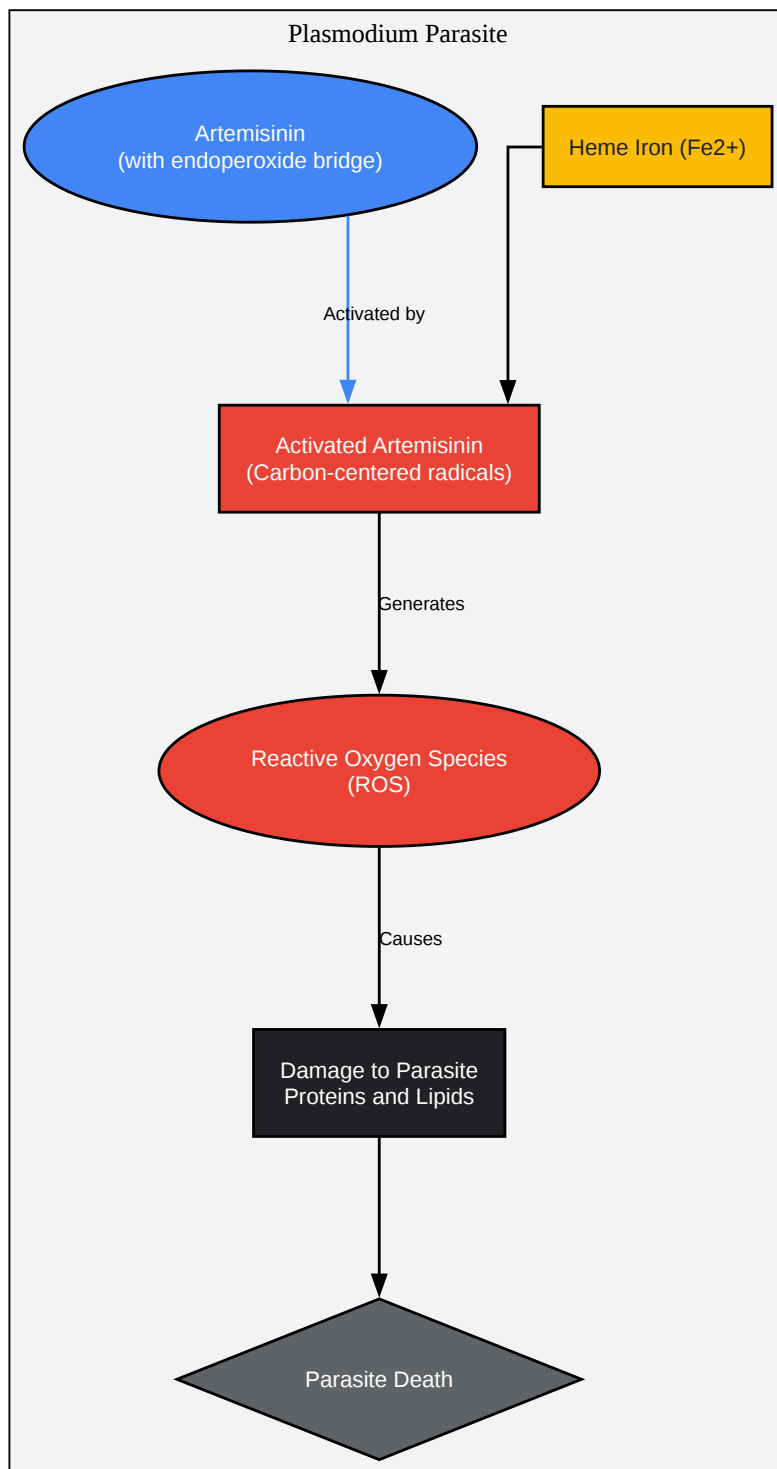 Plasmodium Parasite
Artemisinin
(with endoperoxide bridge)
Heme Iron (Fe2+)
Activated by
Activated Artemisinin
(Carbon-centered radicals)
Generates
Reactive Oxygen Species
(ROS)
Causes
Damage to Parasite
Proteins and Lipids
Parasite Death